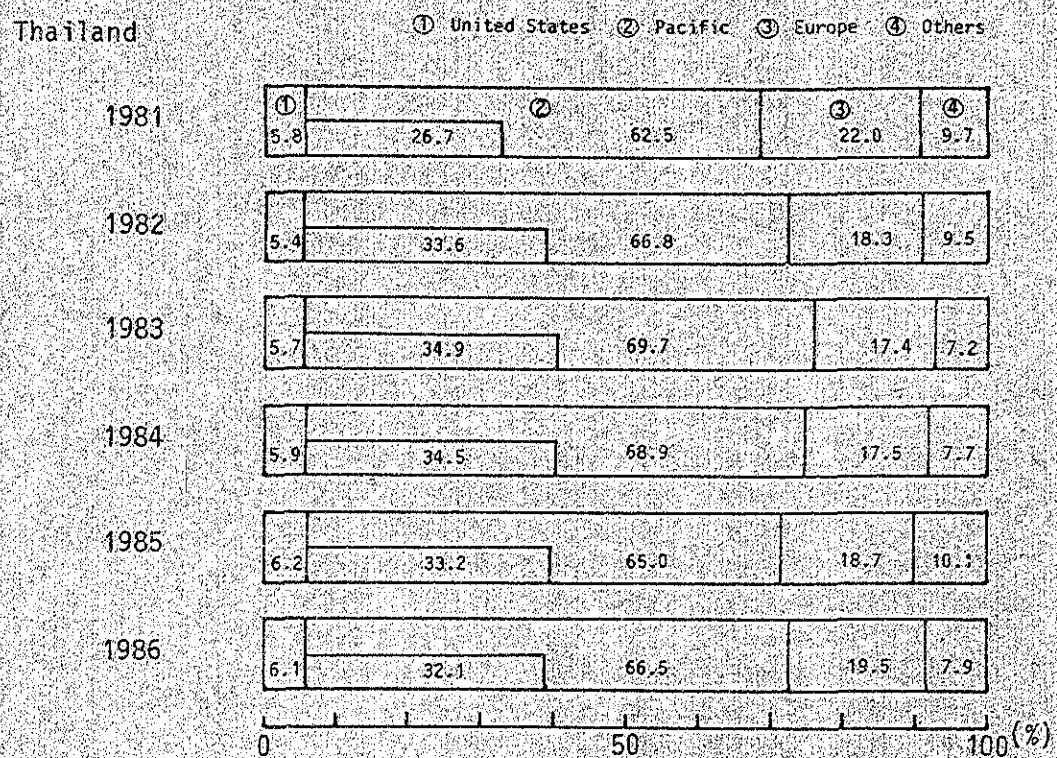 Thailand
① United States ② Pacific ③ Europe ④ Others
1981
① ② ③ ④
5.8 26.7 62.5 22.0 9.7
1982
5.4 33.6 66.8 18.3 9.5
1983
5.7 34.9 69.7 17.4 7.2
1984
5.9 34.5 68.9 17.5 7.7
1985
6.2 33.2 65.0 18.7 10.1
1986
6.1 32.1 66.5 19.5 7.9
0 50 100 (%)